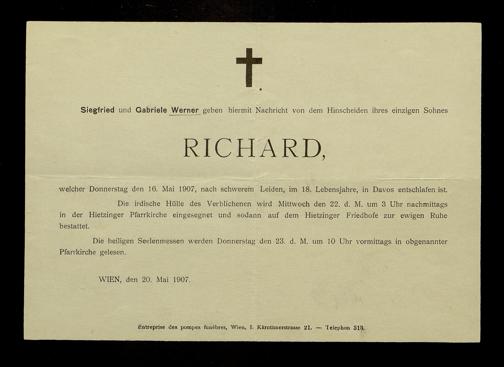 Siegfried und Gabriele Werner geben hiermit Nachricht von dem Hinscheiden ihres einzigen Sohnes
RICHARD,
welcher Donnerstag den 16. Mai 1907, nach schwerem Leiden, im 18. Lebensjahre, in Davos entschlafen ist.
Die irdische Hülle des Verblichenen wird Mittwoch den 22. d. M. um 3 Uhr nachmittags
in der Hietzinger Pfarrkirche eingesegnet und sodann auf dem Hietzinger Friedhofe zur ewigen Ruhe
bestattet.
Die heiligen Seelenmessen werden Donnerstag den 23. d. M. um 10 Uhr vormittags in obgenannter
Pfarrkirche gelesen.
WIEN, den 20. Mai 1907.
Entreprise des pompes funèbres, Wien, I. Kärntnerstrasse 21. — Telephon 318.